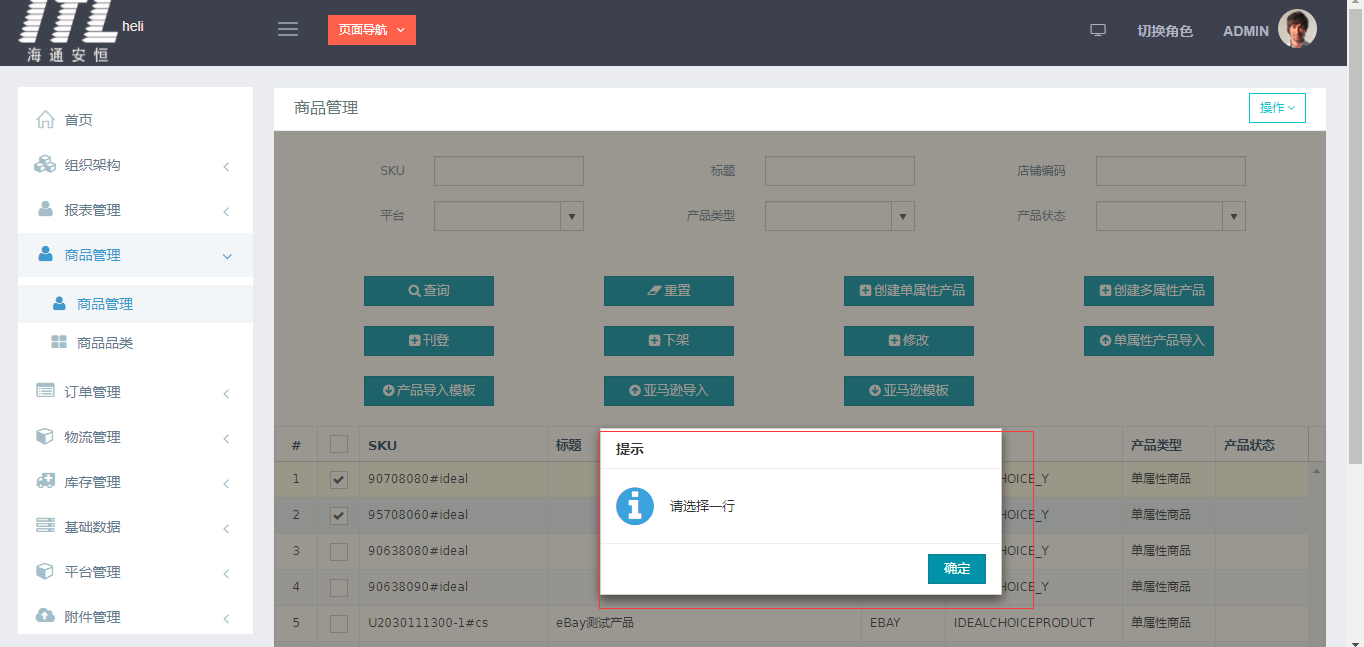 ITL heli
海通安恒
页面导航
切换角色 ADMIN
首页
组织架构
报表管理
商品管理
商品管理
商品品类
订单管理
物流管理
库存管理
基础数据
平台管理
附件管理
商品管理 操作
SKU 标题 店铺编码
平台 产品类型 产品状态
查询 重置 创建单属性产品 创建多属性产品
刊登 下架 修改 单属性产品导入
产品导入模板 亚马逊导入 亚马逊模板
# SKU 标题 产品类型 产品状态
1 90708080#ideal HOICE_Y 单属性商品
2 95708060#ideal HOICE_Y 单属性商品
3 90638080#ideal HOICE_Y 单属性商品
4 90638090#ideal HOICE_Y 单属性商品
5 U2030111300-1#cs eBay测试产品 EBAY IDEALCHOICEPRODUCT 单属性商品
提示
请选择一行
确定